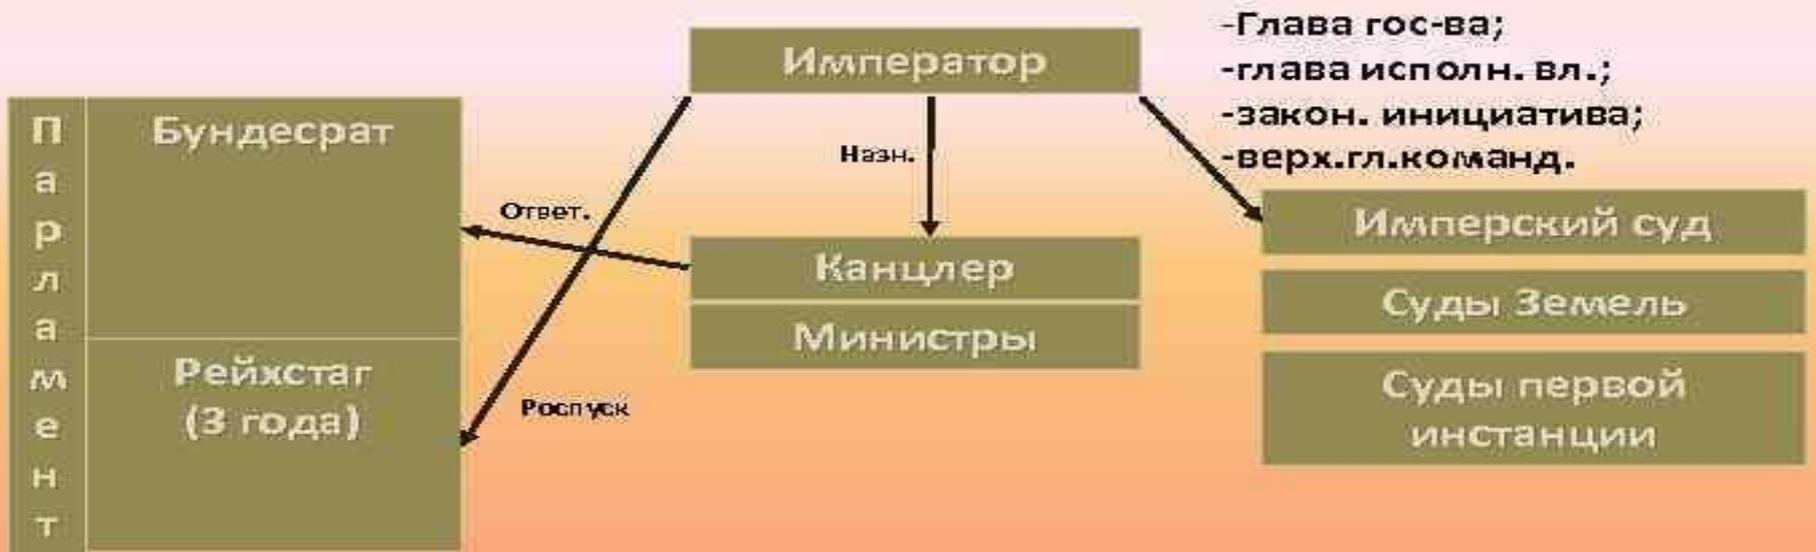 Император
-Глава гос-ва;
-глава исполн. вл.;
-закон. инициатива;
-верх.гл.команд.
Парламент
Бундесрат
Рейхстаг
(3 года)
Назн.
Ответ.
Роспуск
Канцлер
Министры
Имперский суд
Суды Земель
Суды первой
инстанции